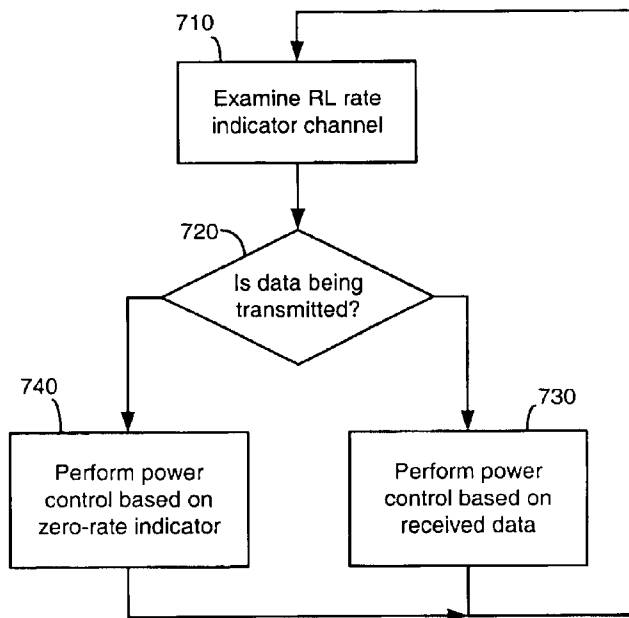 710
Examine RL rate
indicator channel
720
Is data being
transmitted?
740
Perform power
control based on
zero-rate indicator
730
Perform power
control based on
received data